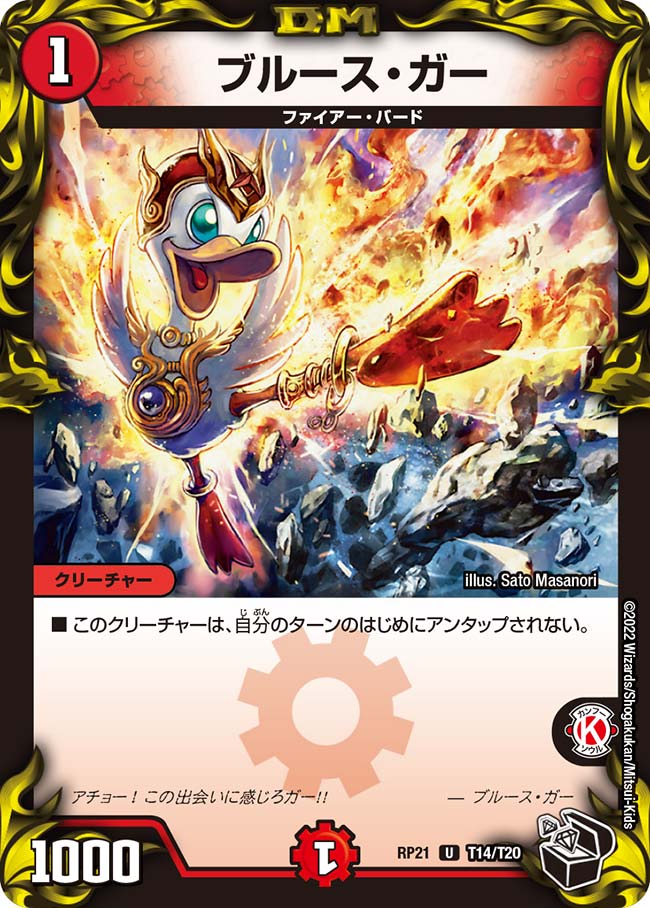 DM
1
ブルース・ガー
ファイアー・バード
クリーチャー
illus. Sato Masanori
■ このクリーチャーは、自分のターンのはじめにアンタップされない。
じ ぶん
カンフー
K
ソウル
©2022 Wizards/Shogakukan/Mitsui-Kids
アチョー！この出会いに感じろガー!! — ブルース・ガー
1000
1
RP21 U T14/T20